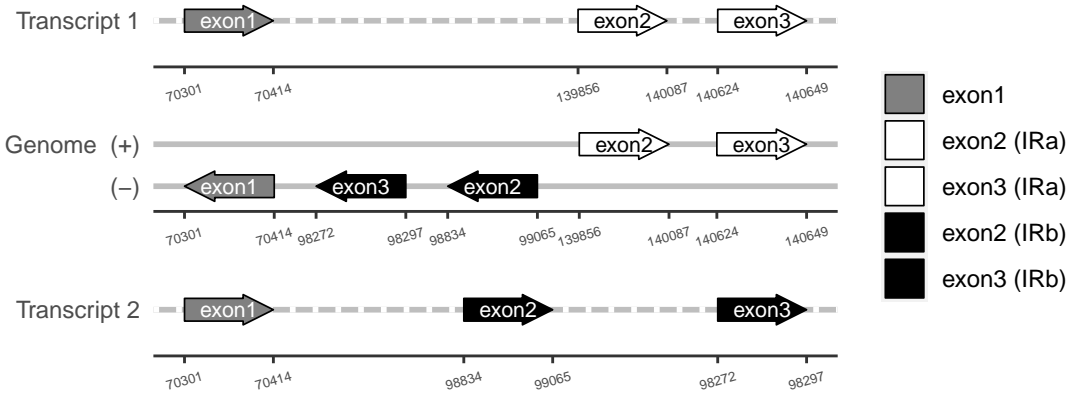 Transcript 1 exon1 exon2 exon3
70301 70414 139856 140087 140624 140649
Genome (+) exon2 exon3
(−) exon1 exon3 exon2
70301 70414 98272 98297 98834 99065 139856 140087 140624 140649
Transcript 2 exon1 exon2 exon3
70301 70414 98834 99065 98272 98297
exon1
exon2 (IRa)
exon3 (IRa)
exon2 (IRb)
exon3 (IRb)